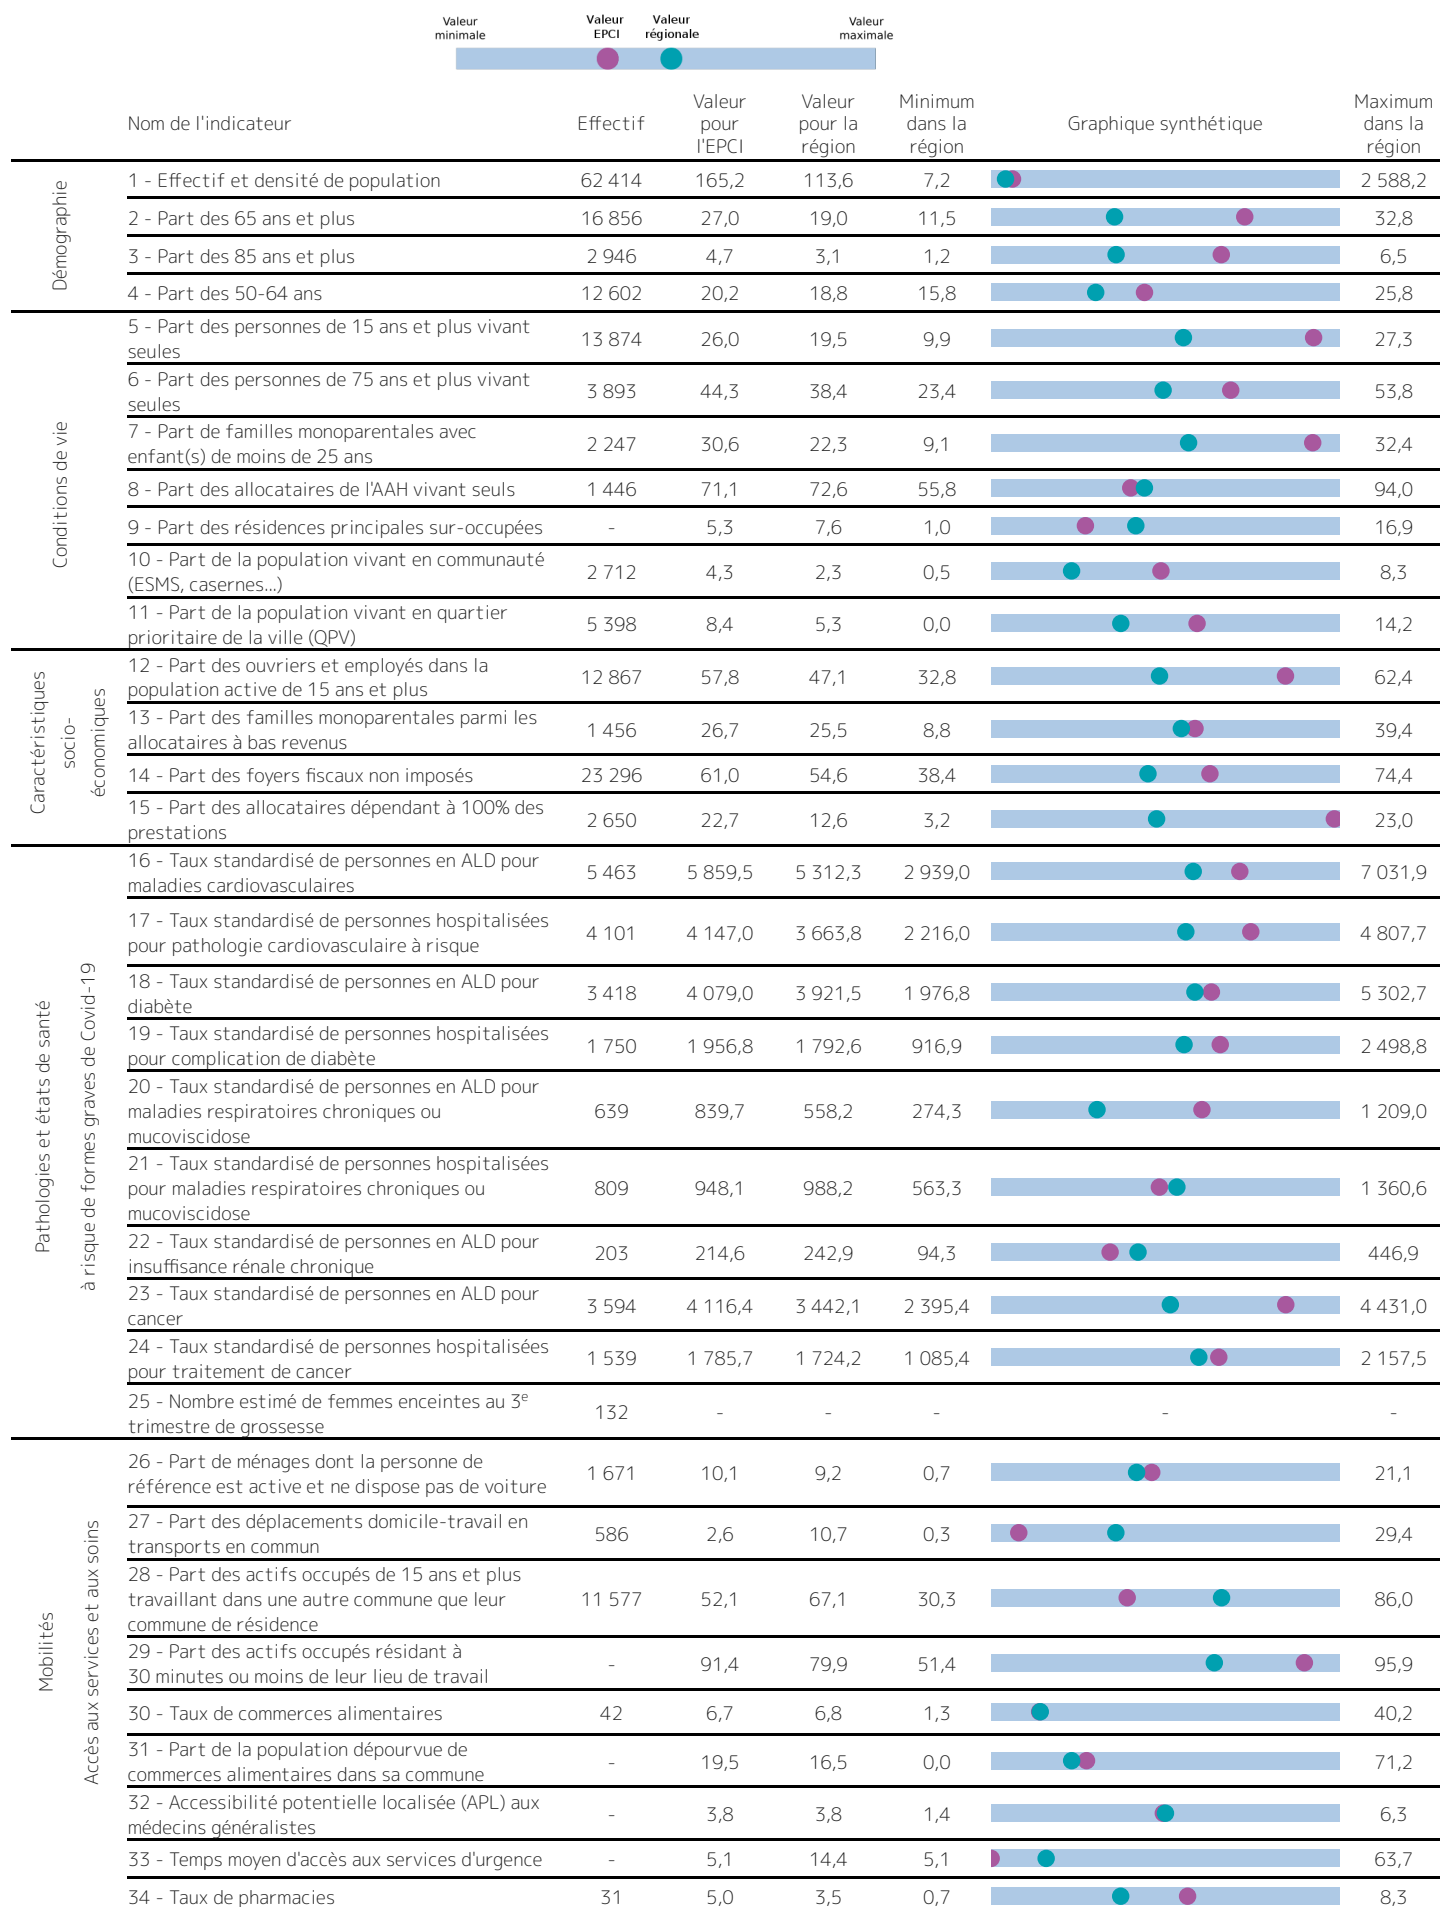 Valeur minimale
Valeur EPCI
Valeur régionale
Valeur maximale
Nom de l'indicateur
Effectif
Valeur pour l'EPCI
Valeur pour la région
Minimum dans la région
Graphique synthétique
Maximum dans la région
Démographie
1 - Effectif et densité de population 62 414 165,2 113,6 7,2 2 588,2
2 - Part des 65 ans et plus 16 856 27,0 19,0 11,5 32,8
3 - Part des 85 ans et plus 2 946 4,7 3,1 1,2 6,5
4 - Part des 50-64 ans 12 602 20,2 18,8 15,8 25,8
Conditions de vie
5 - Part des personnes de 15 ans et plus vivant
seules 13 874 26,0 19,5 9,9 27,3
6 - Part des personnes de 75 ans et plus vivant
seules 3 893 44,3 38,4 23,4 53,8
7 - Part de familles monoparentales avec
enfant(s) de moins de 25 ans 2 247 30,6 22,3 9,1 32,4
8 - Part des allocataires de l'AAH vivant seuls 1 446 71,1 72,6 55,8 94,0
9 - Part des résidences principales sur-occupées - 5,3 7,6 1,0 16,9
10 - Part de la population vivant en communauté
(ESMS, casernes...) 2 712 4,3 2,3 0,5 8,3
11 - Part de la population vivant en quartier
prioritaire de la ville (QPV) 5 398 8,4 5,3 0,0 14,2
Caractéristiques
socio-
économiques
12 - Part des ouvriers et employés dans la
population active de 15 ans et plus 12 867 57,8 47,1 32,8 62,4
13 - Part des familles monoparentales parmi les
allocataires à bas revenus 1 456 26,7 25,5 8,8 39,4
14 - Part des foyers fiscaux non imposés 23 296 61,0 54,6 38,4 74,4
15 - Part des allocataires dépendant à 100% des
prestations 2 650 22,7 12,6 3,2 23,0
Pathologies et états de santé
à risque de formes graves de Covid-19
16 - Taux standardisé de personnes en ALD pour
maladies cardiovasculaires 5 463 5 859,5 5 312,3 2 939,0 7 031,9
17 - Taux standardisé de personnes hospitalisées
pour pathologie cardiovasculaire à risque 4 101 4 147,0 3 663,8 2 216,0 4 807,7
18 - Taux standardisé de personnes en ALD pour
diabète 3 418 4 079,0 3 921,5 1 976,8 5 302,7
19 - Taux standardisé de personnes hospitalisées
pour complication de diabète 1 750 1 956,8 1 792,6 916,9 2 498,8
20 - Taux standardisé de personnes en ALD pour
maladies respiratoires chroniques ou
mucoviscidose 639 839,7 558,2 274,3 1 209,0
21 - Taux standardisé de personnes hospitalisées
pour maladies respiratoires chroniques ou
mucoviscidose 809 948,1 988,2 563,3 1 360,6
22 - Taux standardisé de personnes en ALD pour
insuffisance rénale chronique 203 214,6 242,9 94,3 446,9
23 - Taux standardisé de personnes en ALD pour
cancer 3 594 4 116,4 3 442,1 2 395,4 4 431,0
24 - Taux standardisé de personnes hospitalisées
pour traitement de cancer 1 539 1 785,7 1 724,2 1 085,4 2 157,5
25 - Nombre estimé de femmes enceintes au 3e
trimestre de grossesse 132 - - - - -
Mobilités
Accès aux services et aux soins
26 - Part de ménages dont la personne de
référence est active et ne dispose pas de voiture 1 671 10,1 9,2 0,7 21,1
27 - Part des déplacements domicile-travail en
transports en commun 586 2,6 10,7 0,3 29,4
28 - Part des actifs occupés de 15 ans et plus
travaillant dans une autre commune que leur
commune de résidence 11 577 52,1 67,1 30,3 86,0
29 - Part des actifs occupés résidant à
30 minutes ou moins de leur lieu de travail - 91,4 79,9 51,4 95,9
30 - Taux de commerces alimentaires 42 6,7 6,8 1,3 40,2
31 - Part de la population dépourvue de
commerces alimentaires dans sa commune - 19,5 16,5 0,0 71,2
32 - Accessibilité potentielle localisée (APL) aux
médecins généralistes - 3,8 3,8 1,4 6,3
33 - Temps moyen d'accès aux services d'urgence - 5,1 14,4 5,1 63,7
34 - Taux de pharmacies 31 5,0 3,5 0,7 8,3